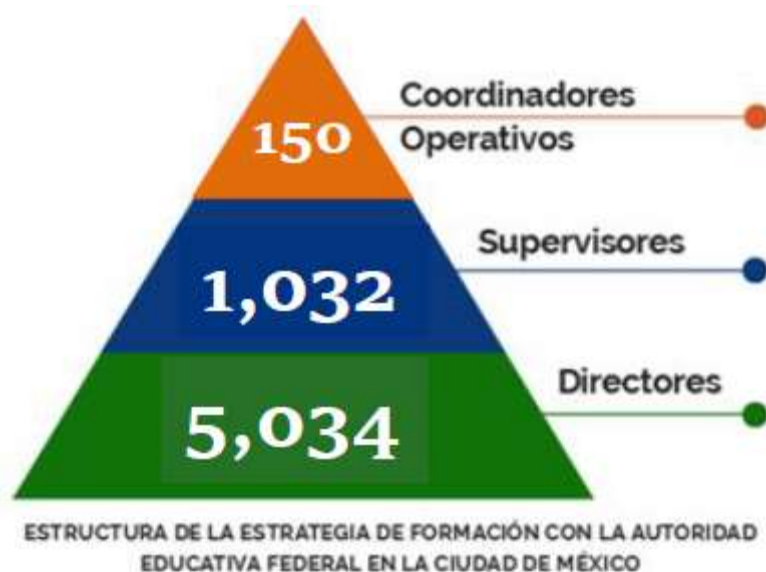 150
Coordinadores
Operativos
1,032
Supervisores
5,034
Directores
ESTRUCTURA DE LA ESTRATEGIA DE FORMACIÓN CON LA AUTORIDAD
EDUCATIVA FEDERAL EN LA CIUDAD DE MÉXICO